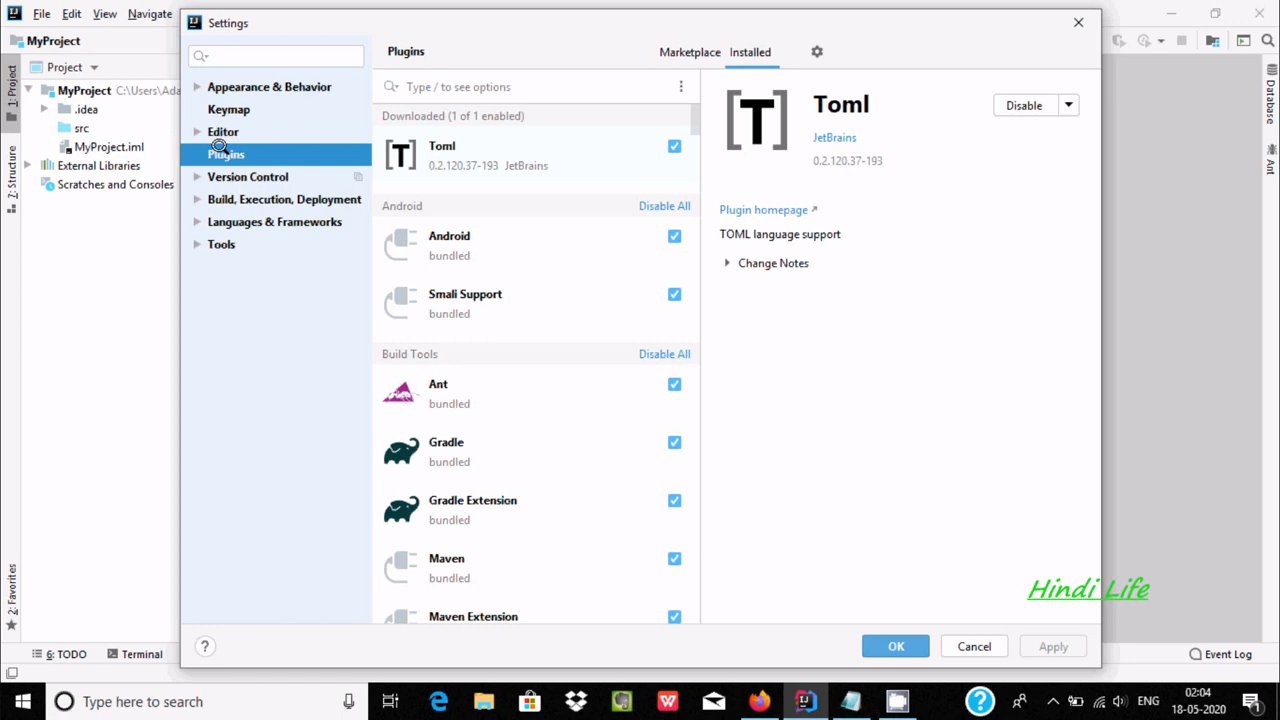 File Edit View Navigate
Settings
MyProject
Project
MyProject C:\Users\Ada
.idea
src
MyProject.iml
External Libraries
Scratches and Consoles
1: Project
7: Structure
2: Favorites
Appearance & Behavior
Keymap
Editor
Plugins
Version Control
Build, Execution, Deployment
Languages & Frameworks
Tools
Plugins
Marketplace
Installed
Type / to see options
Downloaded (1 of 1 enabled)
Toml
0.2.120.37-193 JetBrains
Android Disable All
Android
bundled
Smali Support
bundled
Build Tools Disable All
Ant
bundled
Gradle
bundled
Gradle Extension
bundled
Maven
bundled
Maven Extension
[T] Toml
JetBrains
0.2.120.37-193
Disable
Plugin homepage
TOML language support
Change Notes
Hindi Life
Database
Ant
?
OK
Cancel
Apply
6: TODO
Terminal
Event Log
Type here to search
ENG
02:04
18-05-2020